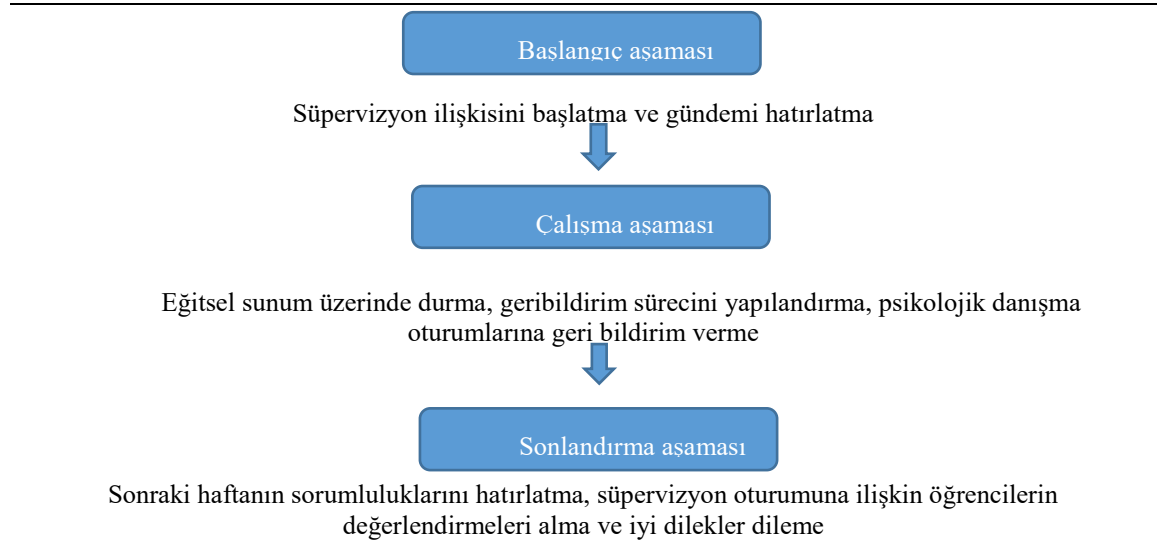 Başlangıç aşaması
Süpervizyon ilişkisini başlatma ve gündemi hatırlatma
Çalışma aşaması
Eğitsel sunum üzerinde durma, geribildirim sürecini yapılandırma, psikolojik danışma
oturumlarına geri bildirim verme
Sonlandırma aşaması
Sonraki haftanın sorumluluklarını hatırlatma, süpervizyon oturumuna ilişkin öğrencilerin
değerlendirmeleri alma ve iyi dilekler dileme